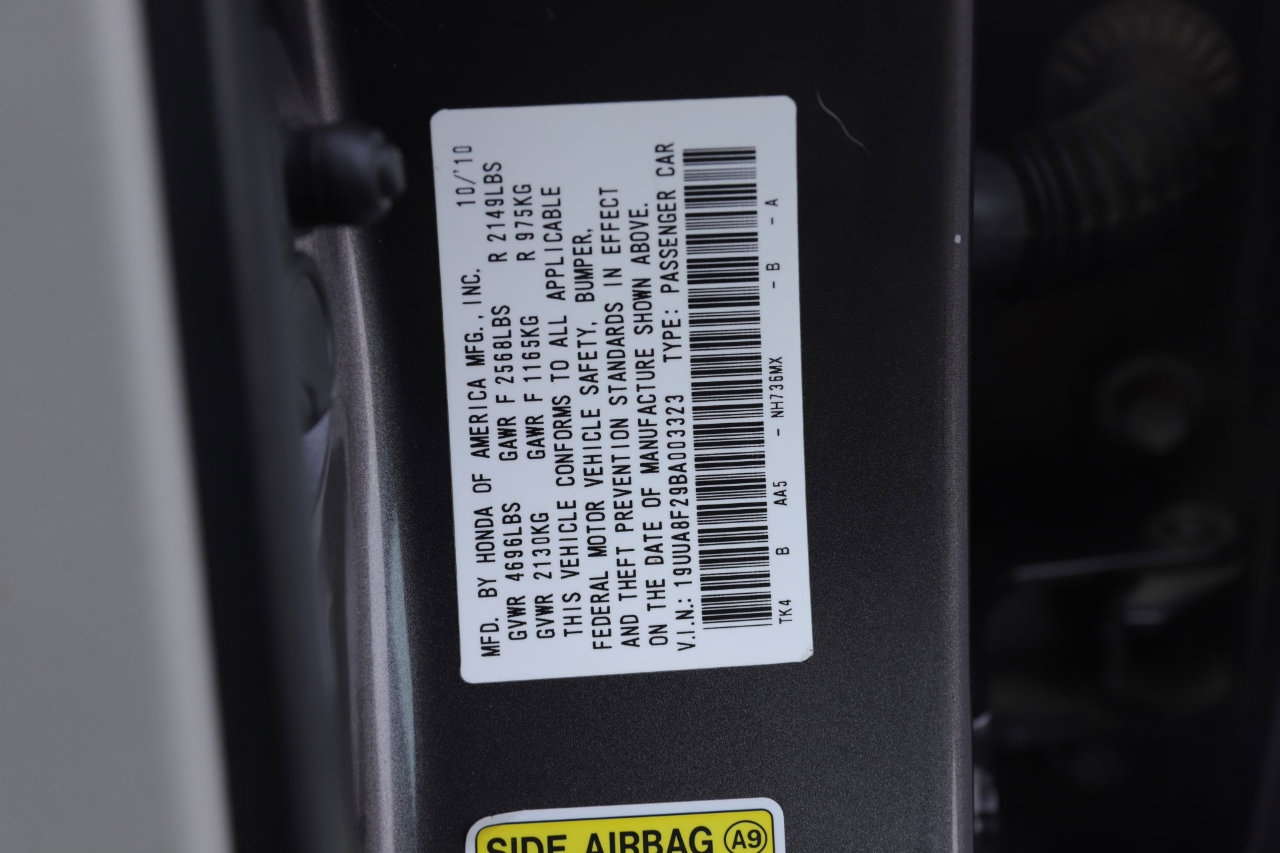 MFD. BY HONDA OF AMERICA MFG., INC. 10/'10
GVWR 4696LBS GAWR F 2568LBS R 2149LBS
GVWR 2130KG GAWR F 1165KG R 975KG
THIS VEHICLE CONFORMS TO ALL APPLICABLE
FEDERAL MOTOR VEHICLE SAFETY, BUMPER,
AND THEFT PREVENTION STANDARDS IN EFFECT
ON THE DATE OF MANUFACTURE SHOWN ABOVE.
V.I.N.: 19UUA8F29BA003323 TYPE: PASSENGER CAR
TK4 B AA5 - NH736MX - B - A
SIDE AIRBAG A9